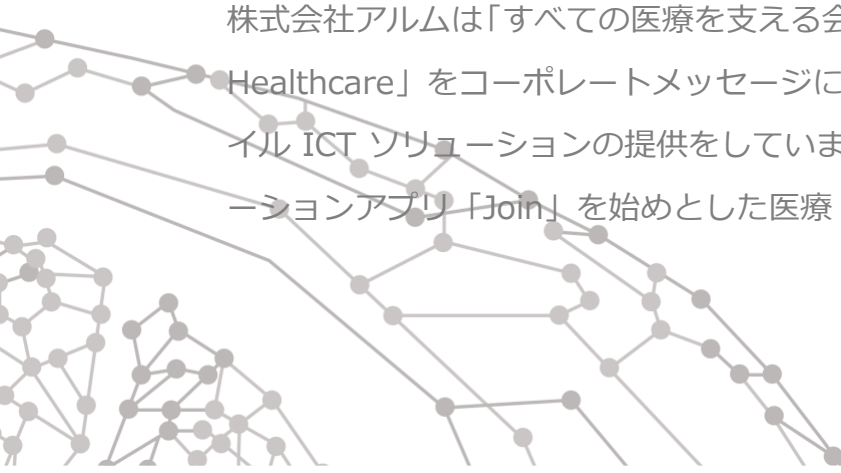 株式会社アルムは「すべての医療を支える会
Healthcare」をコーポレートメッセージに
イル ICT ソリューションの提供をしていま
ーションアプリ「Join」を始めとした医療